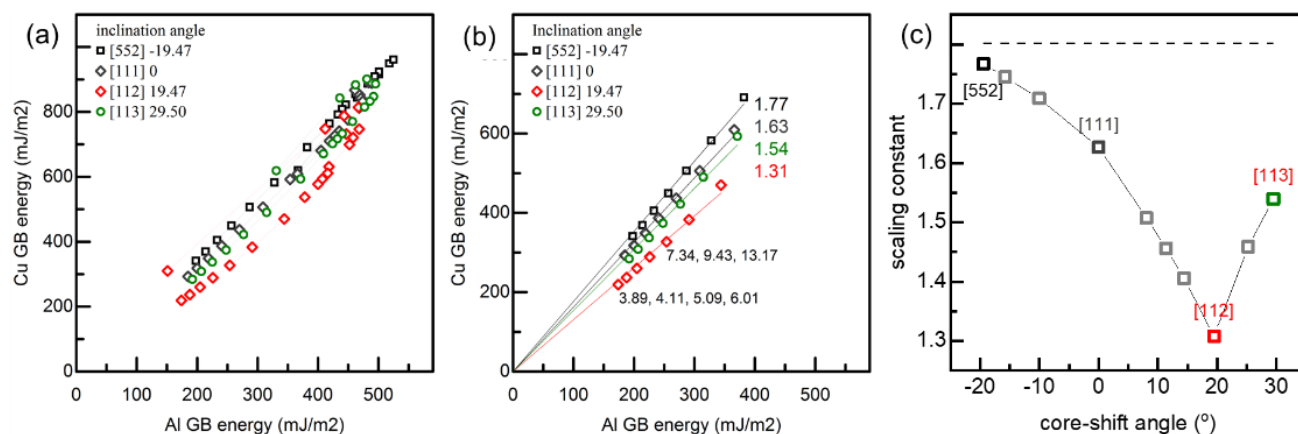 (a)
inclination angle
[552] -19.47
[111] 0
[112] 19.47
[113] 29.50
Cu GB energy (mJ/m2)
800
600
400
200
0
0 100 200 300 400 500
Al GB energy (mJ/m2)
(b)
Inclination angle
[552] -19.47
[111] 0
[112] 19.47
[113] 29.50
1.77
1.63
1.54
1.31
7.34, 9.43, 13.17
3.89, 4.11, 5.09, 6.01
Cu GB energy (mJ/m2)
600
400
200
0
0 100 200 300 400 500
Al GB energy (mJ/m2)
(c)
scaling constant
1.7
1.6
1.5
1.4
1.3
[552]
[111]
[113]
[112]
-20 -10 0 10 20 30
core-shift angle (º)